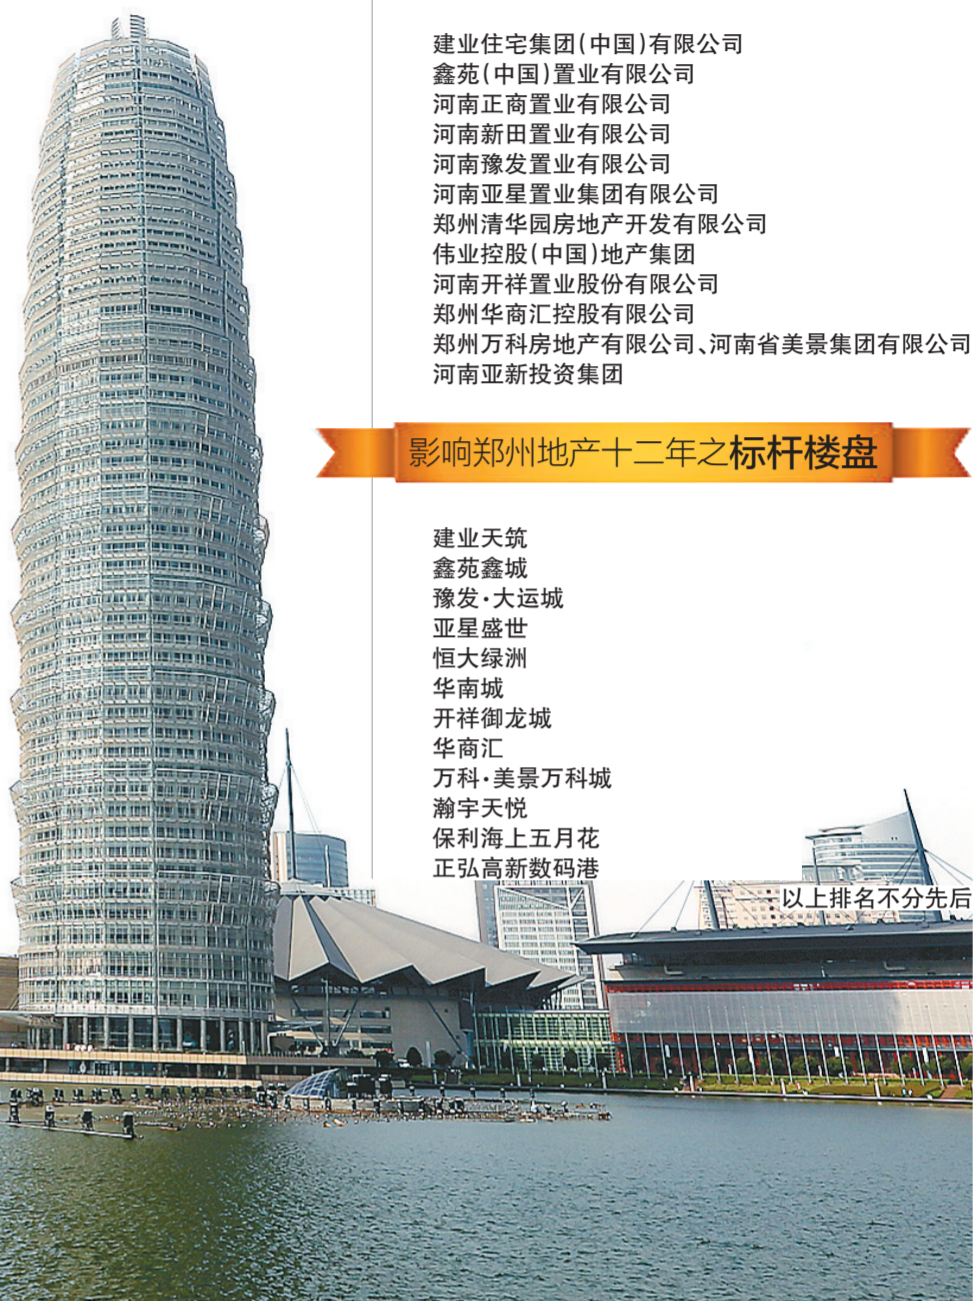 建业住宅集团(中国)有限公司
鑫苑(中国)置业有限公司
河南正商置业有限公司
河南新田置业有限公司
河南豫发置业有限公司
河南亚星置业集团有限公司
郑州清华园房地产开发有限公司
伟业控股(中国)地产集团
河南开祥置业股份有限公司
郑州华商汇控股有限公司
郑州万科房地产有限公司、河南省美景集团有限公司
河南亚新投资集团
影响郑州地产十二年之标杆楼盘
建业天筑
鑫苑鑫城
豫发·大运城
亚星盛世
恒大绿洲
华南城
开祥御龙城
华商汇
万科·美景万科城
瀚宇天悦
保利海上五月花
正弘高新数码港
以上排名不分先后